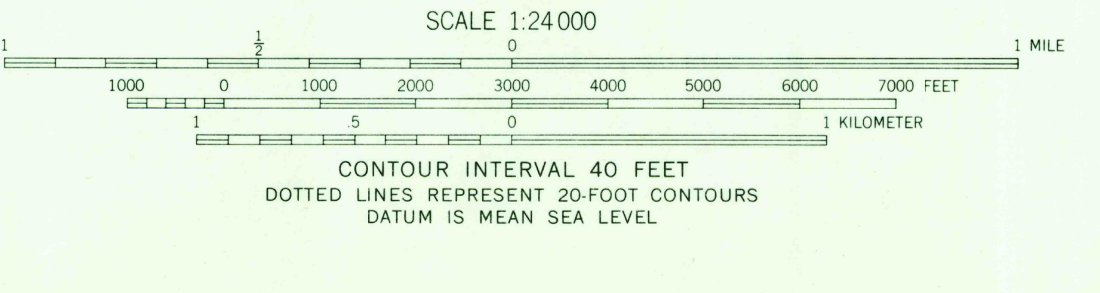 SCALE 1:24 000
1 1/2 0 1 MILE
1000 0 1000 2000 3000 4000 5000 6000 7000 FEET
1 .5 0 1 KILOMETER
CONTOUR INTERVAL 40 FEET
DOTTED LINES REPRESENT 20-FOOT CONTOURS
DATUM IS MEAN SEA LEVEL